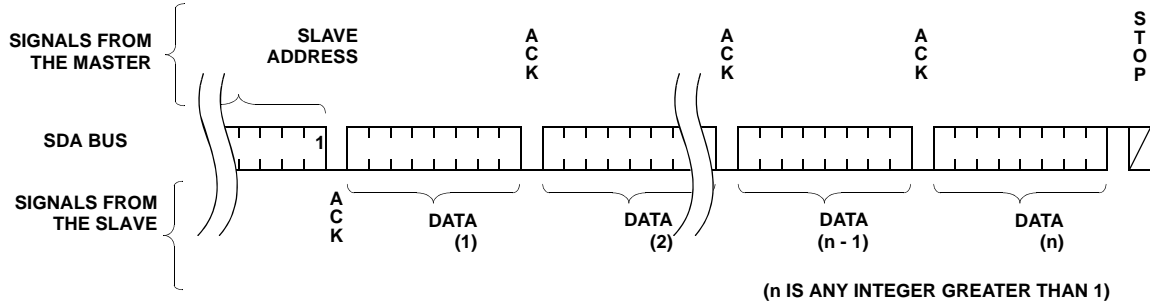 SIGNALS FROM
THE MASTER
SLAVE
ADDRESS
A
C
K
A
C
K
A
C
K
S
T
O
P
SDA BUS
1
SIGNALS FROM
THE SLAVE
A
C
K
DATA
(1)
DATA
(2)
DATA
(n - 1)
DATA
(n)
(n IS ANY INTEGER GREATER THAN 1)